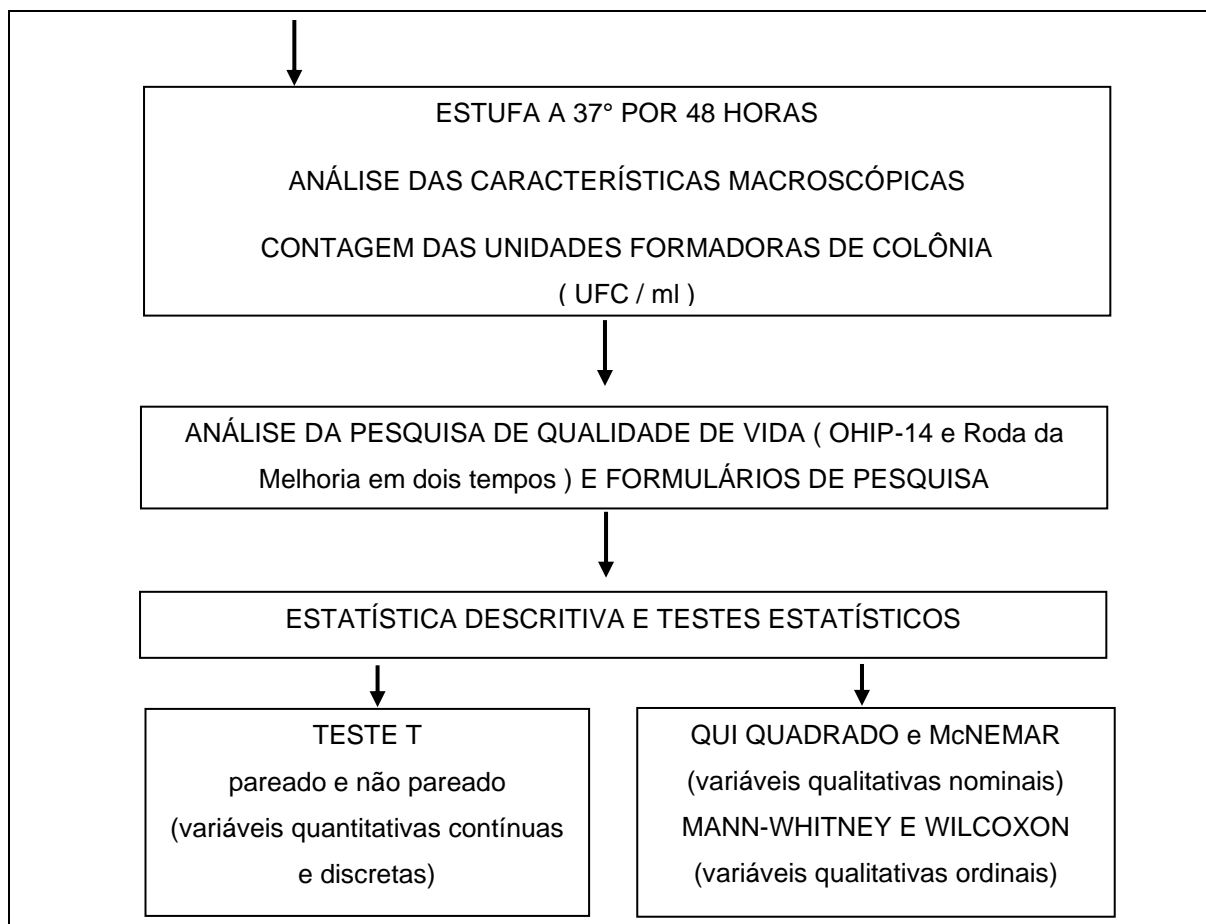 ESTUFA A 37° POR 48 HORAS
ANÁLISE DAS CARACTERÍSTICAS MACROSCÓPICAS
CONTAGEM DAS UNIDADES FORMADORAS DE COLÔNIA
( UFC / ml )
ANÁLISE DA PESQUISA DE QUALIDADE DE VIDA ( OHIP-14 e Roda da
Melhoria em dois tempos ) E FORMULÁRIOS DE PESQUISA
ESTATÍSTICA DESCRITIVA E TESTES ESTATÍSTICOS
TESTE T
pareado e não pareado
(variáveis quantitativas contínuas
e discretas)
QUI QUADRADO e McNEMAR
(variáveis qualitativas nominais)
MANN-WHITNEY E WILCOXON
(variáveis qualitativas ordinais)